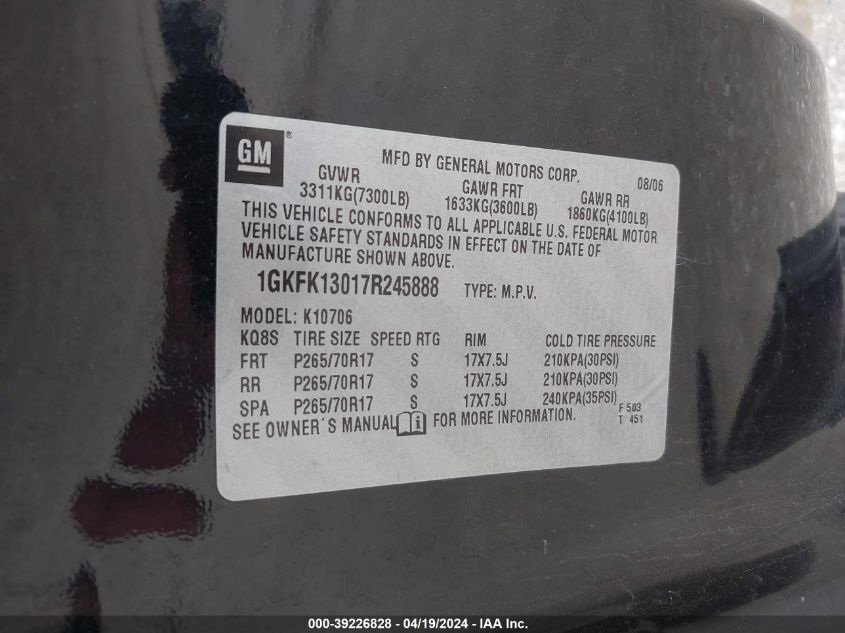 GM ®
MFD BY GENERAL MOTORS CORP. 08/06
GVWR GAWR FRT GAWR RR
3311KG(7300LB) 1633KG(3600LB) 1860KG(4100LB)
THIS VEHICLE CONFORMS TO ALL APPLICABLE U.S. FEDERAL MOTOR
VEHICLE SAFETY STANDARDS IN EFFECT ON THE DATE OF
MANUFACTURE SHOWN ABOVE.
1GKFK13017R245888 TYPE: M.P.V.
MODEL: K10706
KQ8S TIRE SIZE SPEED RTG RIM COLD TIRE PRESSURE
FRT P265/70R17 S 17X7.5J 210KPA(30PSI)
RR P265/70R17 S 17X7.5J 210KPA(30PSI)
SPA P265/70R17 S 17X7.5J 240KPA(35PSI)
SEE OWNER´S MANUAL FOR MORE INFORMATION.
F 503
T 451
000-39226828 - 04/19/2024 - IAA Inc.